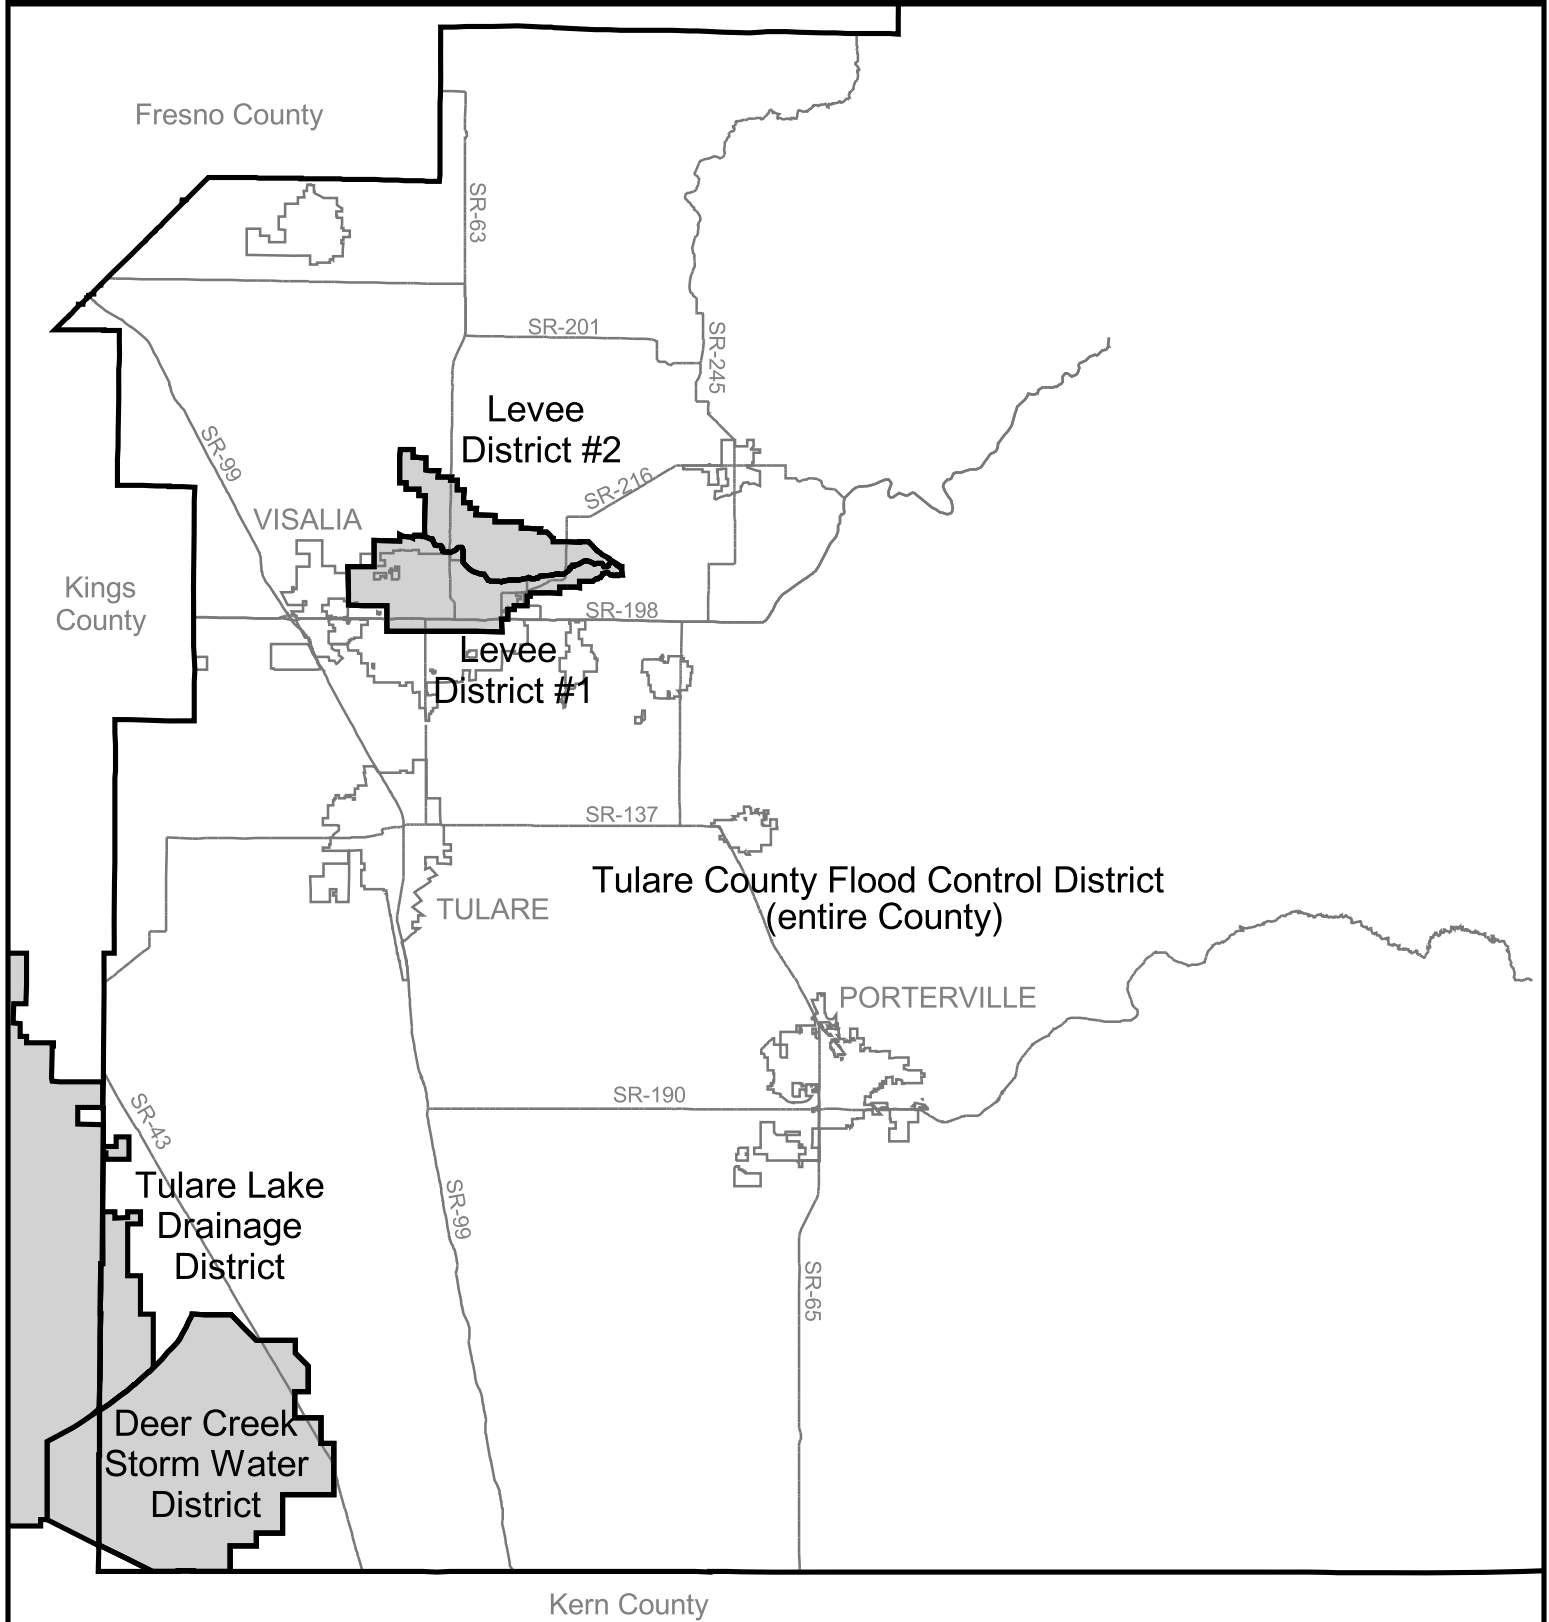 Fresno County
SR-63
SR-201
SR-245
Levee
District #2
SR-99
SR-216
VISALIA
Kings
County
SR-198
Levee
District #1
SR-137
Tulare County Flood Control District
(entire County)
TULARE
PORTERVILLE
SR-190
SR-43
Tulare Lake
Drainage
District
SR-99
SR-65
Deer Creek
Storm Water
District
Kern County